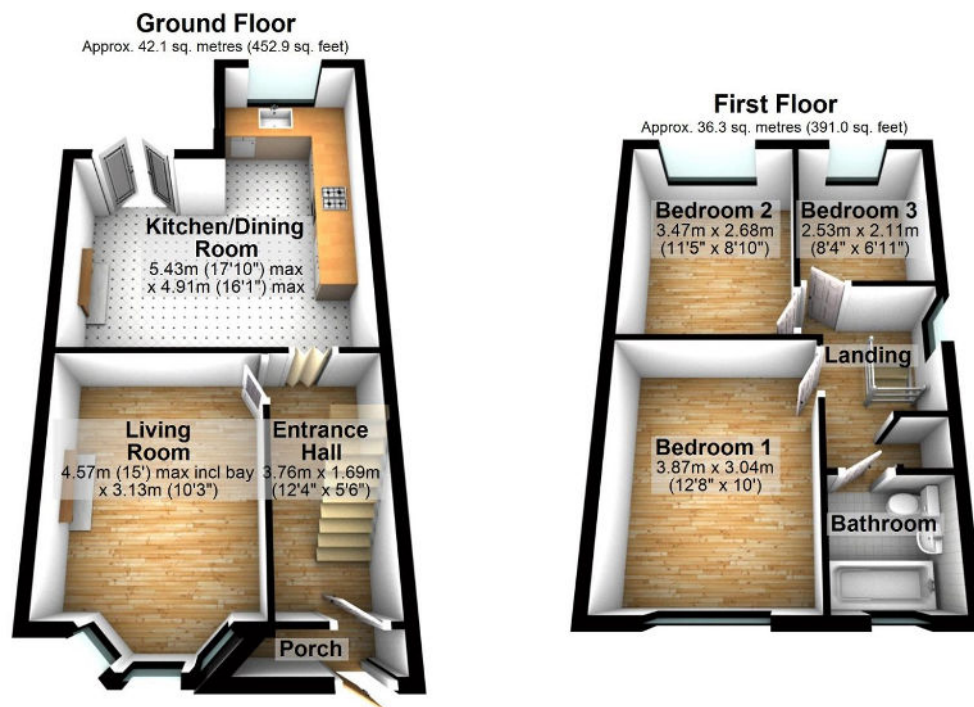 Ground Floor
Approx. 42.1 sq. metres (452.9 sq. feet)
Kitchen/Dining
Room
5.43m (17'10") max
x 4.91m (16'1") max
Living
Room
4.57m (15') max incl bay
x 3.13m (10'3")
Entrance
Hall
3.76m x 1.69m
(12'4" x 5'6")
Porch
First Floor
Approx. 36.3 sq. metres (391.0 sq. feet)
Bedroom 2
3.47m x 2.68m
(11'5" x 8'10")
Bedroom 3
2.53m x 2.11m
(8'4" x 6'11")
Landing
Bedroom 1
3.87m x 3.04m
(12'8" x 10')
Bathroom